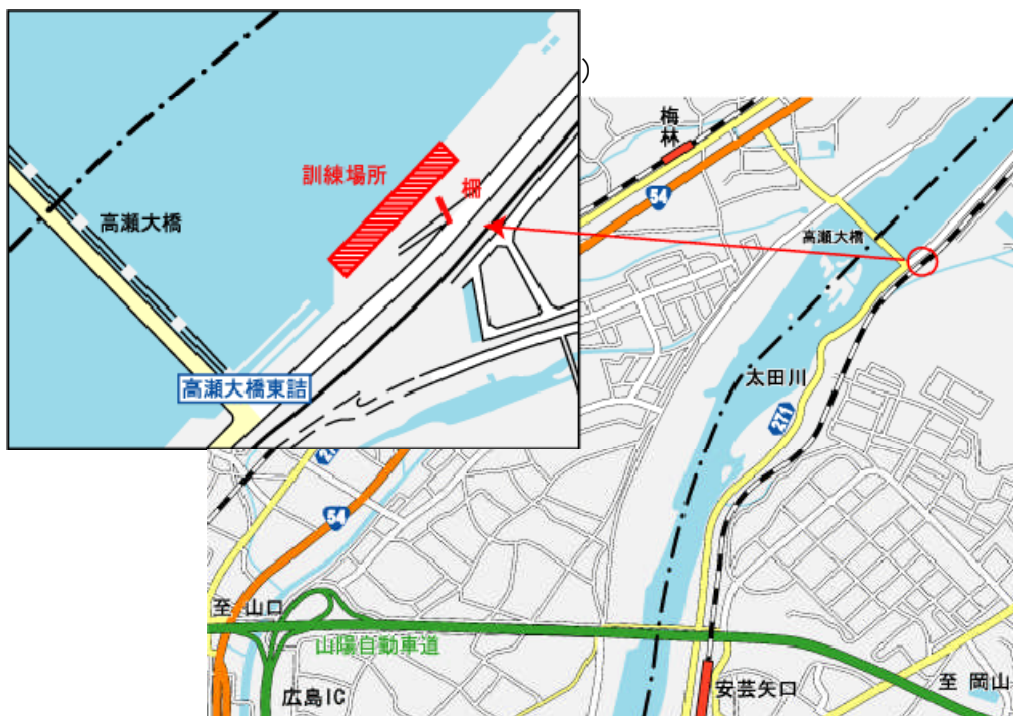 )
訓練場所
柵
高瀬大橋
高瀬大橋東詰
梅林
54
高瀬大橋
太田川
271
54
至 山口
山陽自動車道
広島IC
安芸矢口
至 岡山